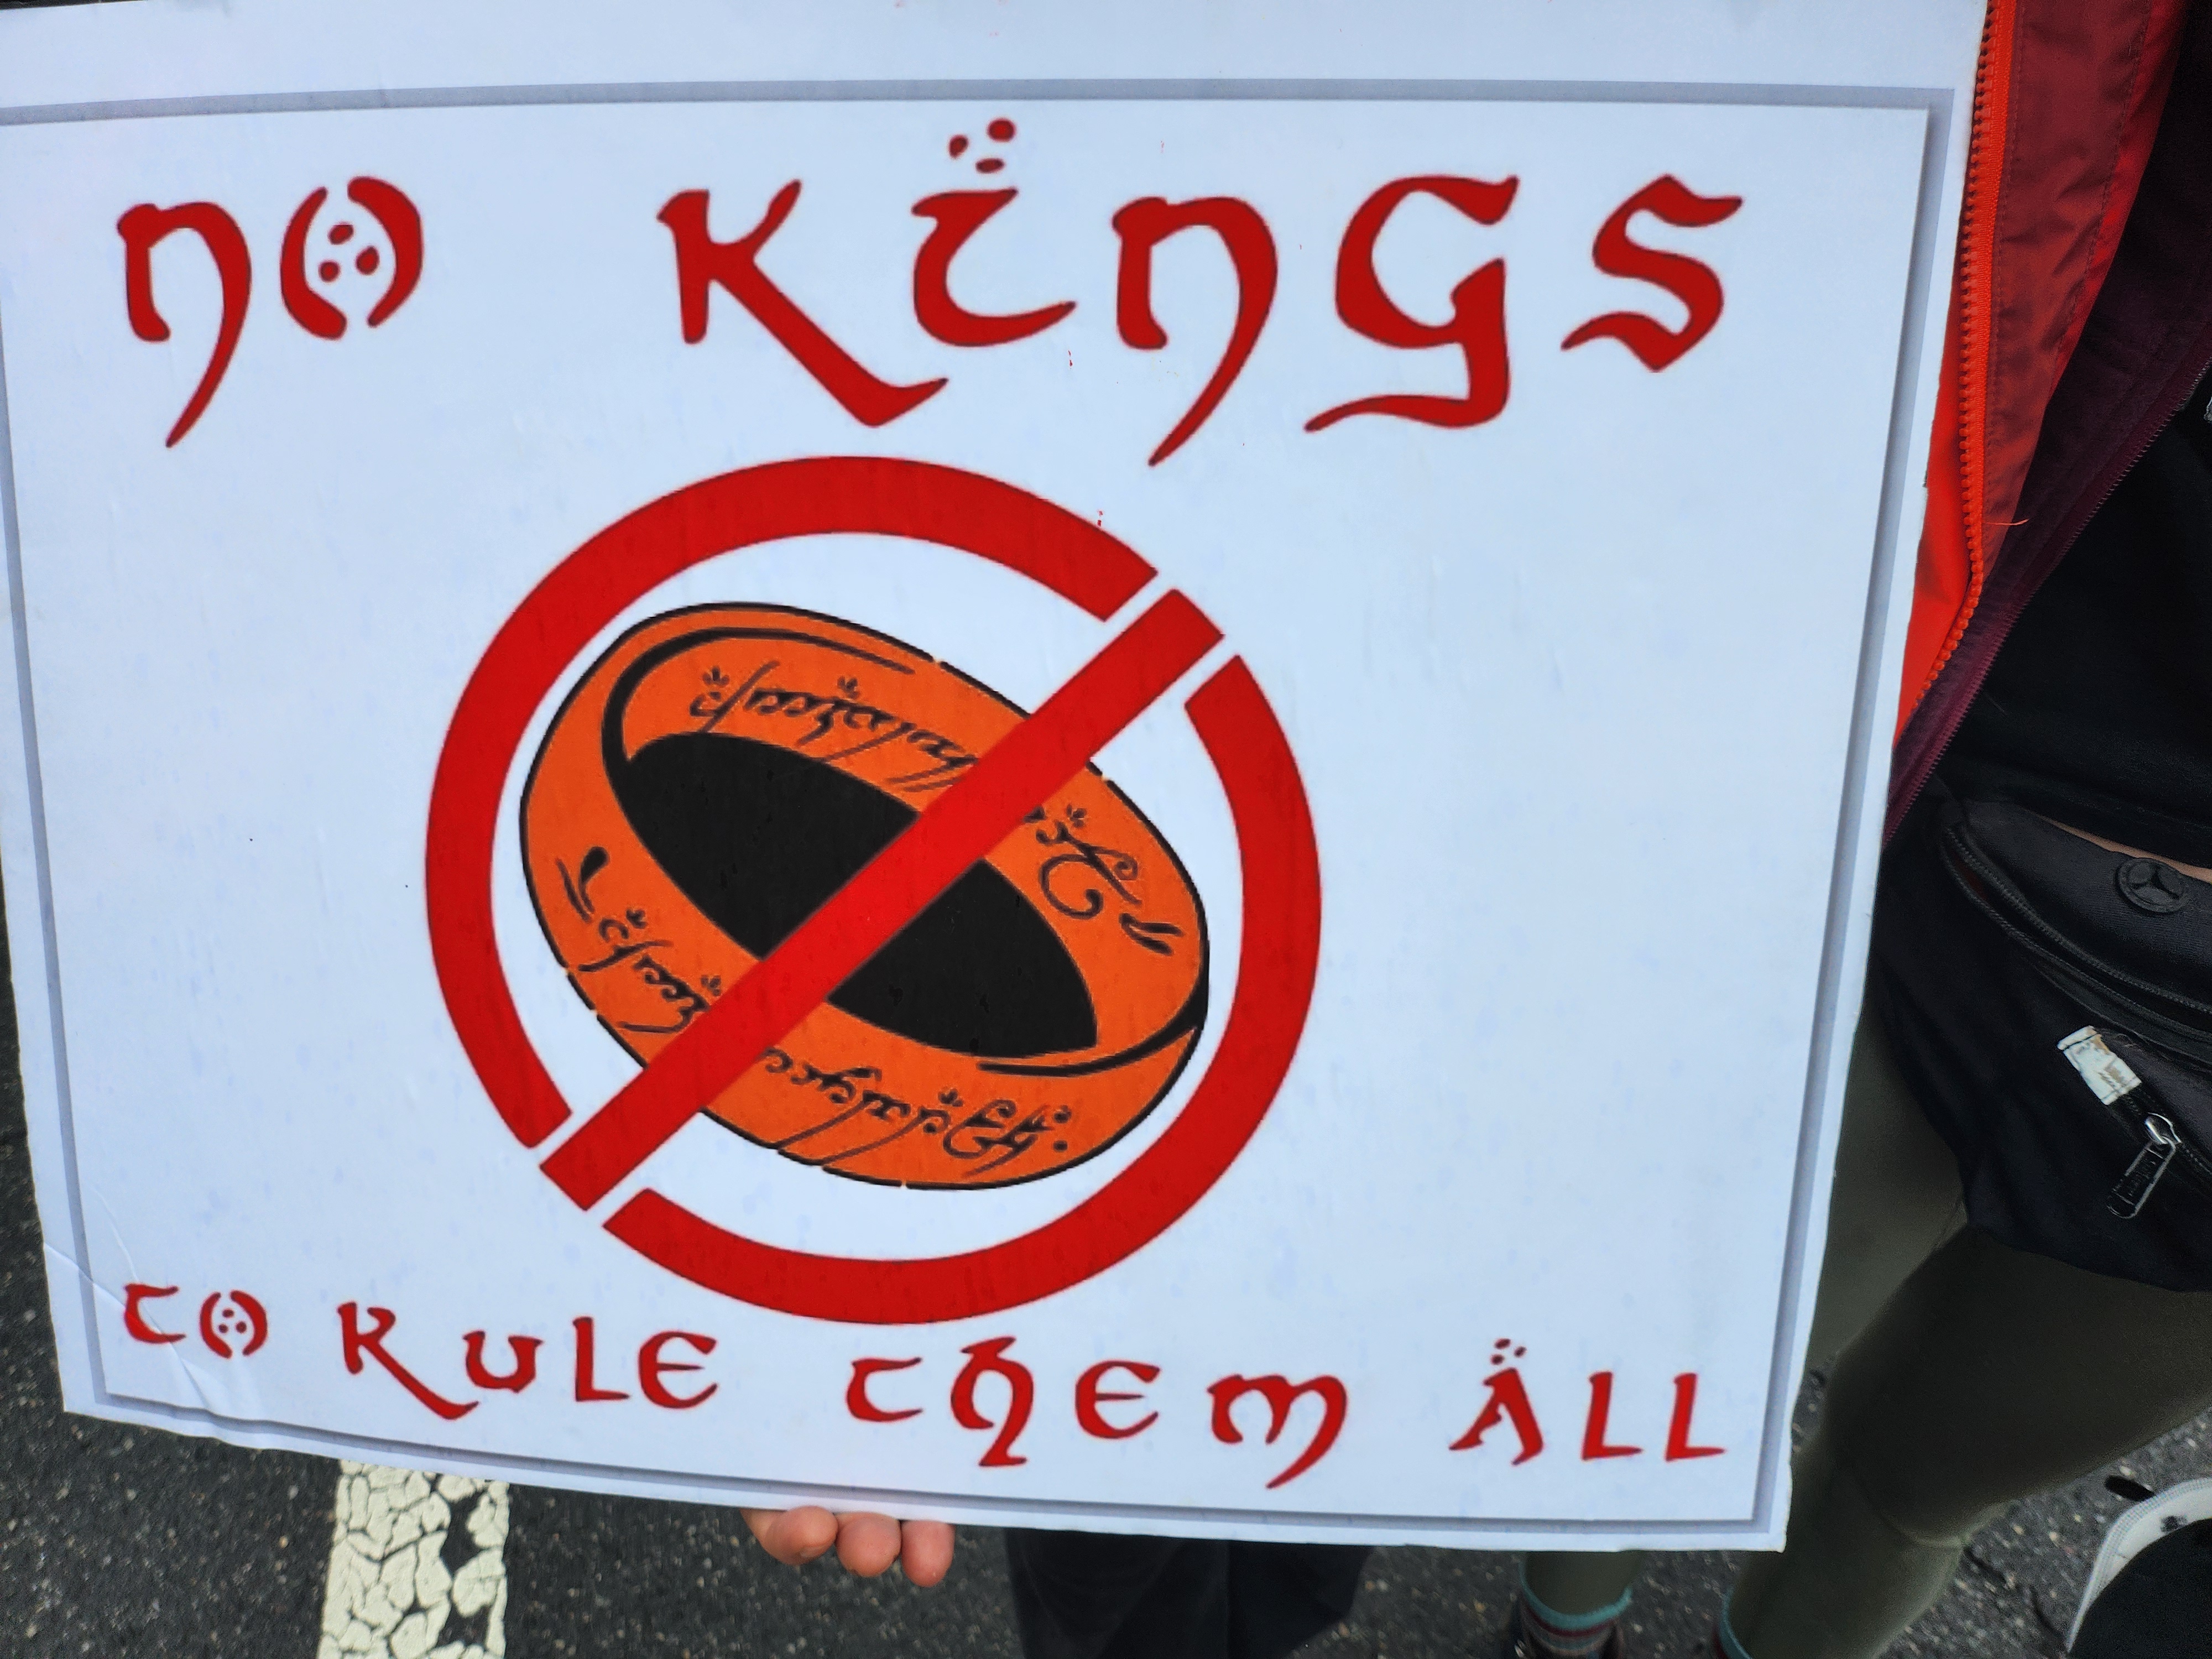 NO KINGS
TO RULE THEM ALL